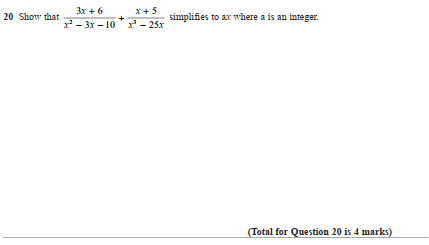 20 Show that (3x + 6)/(x² – 3x – 10) + (x + 5)/(x³ – 25x) simplifies to ax where a is an integer.
(Total for Question 20 is 4 marks)